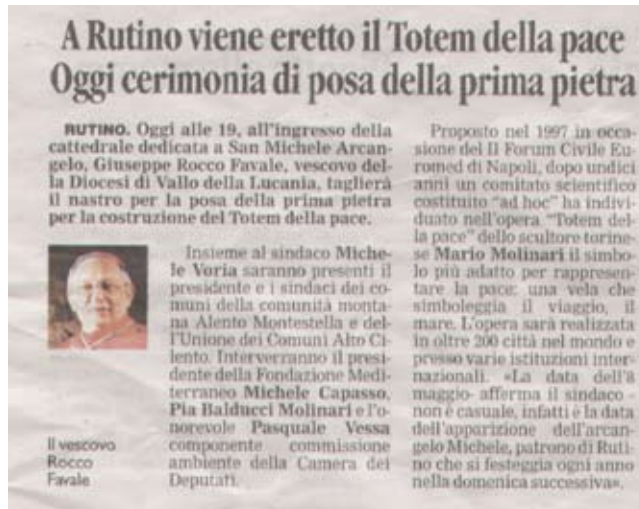 A Rutino viene eretto il Totem della pace
Oggi cerimonia di posa della prima pietra
RUTINO. Oggi alle 19, all'ingresso della
cattedrale dedicata a San Michele Arcan-
gelo, Giuseppe Rocco Favale, vescovo del-
la Diocesi di Vallo della Lucania, taglierà
il nastro per la posa della prima pietra
per la costruzione del Totem della pace.
Insieme al sindaco Miche-
le Voria saranno presenti il
presidente e i sindaci dei co-
muni della comunità monta-
na Alento Montestella e del-
l'Unione dei Comuni Alto Ci-
lento. Interverranno il presi-
dente della Fondazione Medi-
terraneo Michele Capasso,
Pia Balducci Molinari e l'o-
norevole Pasquale Vessa
componente commissione
ambiente della Camera dei
Deputati.
Il vescovo
Rocco
Favale
Proposto nel 1997 in occa-
sione del II Forum Civile Eu-
romed di Napoli, dopo undici
anni un comitato scientifico
costituito "ad hoc" ha indivi-
duato nell'opera "Totem del-
la pace" dello scultore torine-
se Mario Molinari il simbo-
lo più adatto per rappresen-
tare la pace: una vela che
simboleggia il viaggio, il
mare. L'opera sarà realizzata
in oltre 200 città nel mondo e
presso varie istituzioni inter-
nazionali. «La data dell'8
maggio- afferma il sindaco -
non è casuale, infatti è la data
dell'apparizione dell'arcan-
gelo Michele, patrono di Ruti-
no che si festeggia ogni anno
nella domenica successiva».